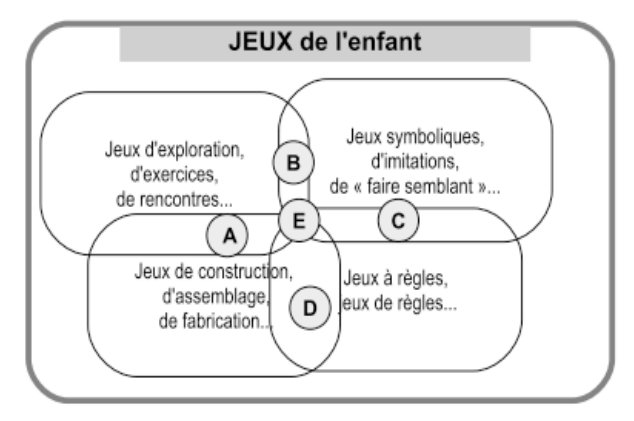 JEUX de l'enfant
Jeux d'exploration,
d'exercices,
de rencontres...
B
Jeux symboliques,
d'imitations,
de « faire semblant »...
A
E
C
Jeux de construction,
d'assemblage,
de fabrication...
D
Jeux à règles,
jeux de règles...